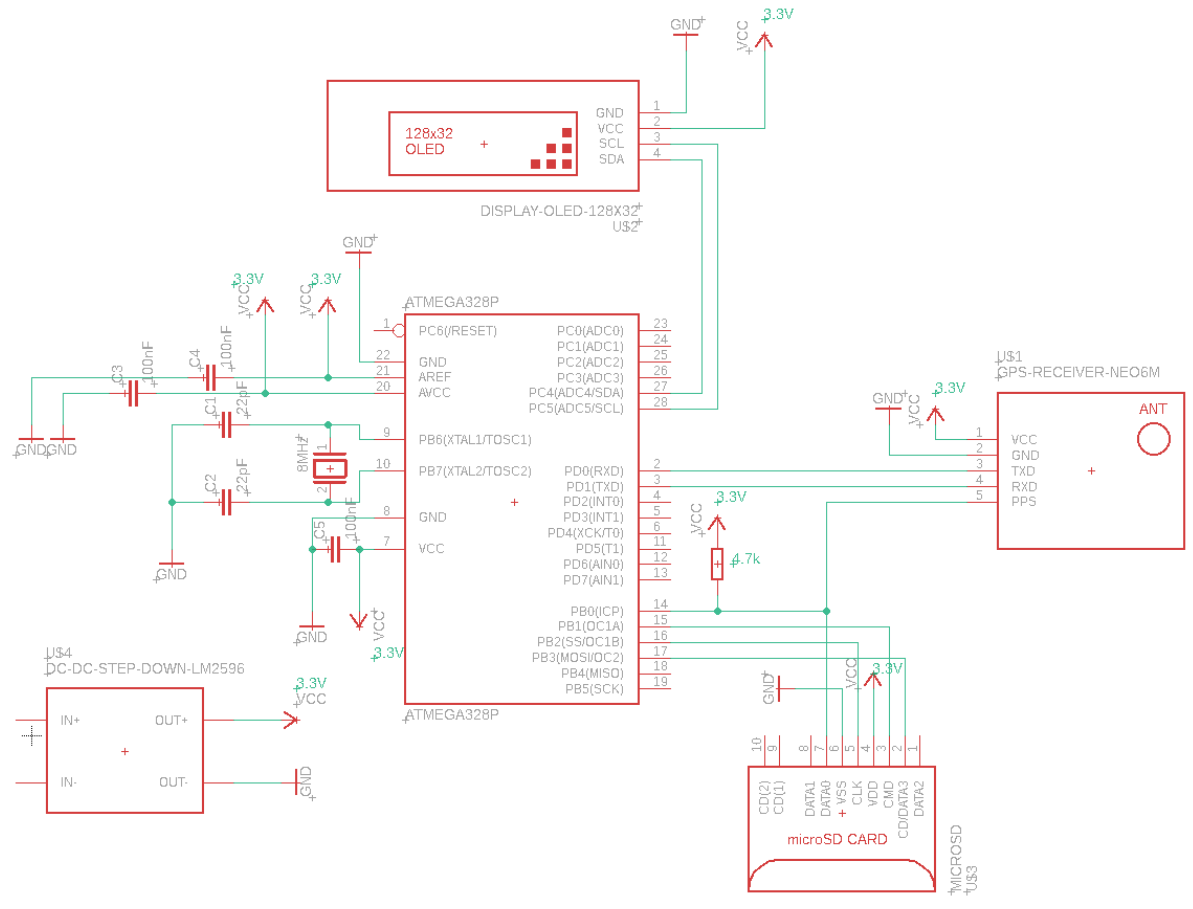 GND
VCC
3.3V
128x32
OLED
GND 1
VCC 2
SCL 3
SDA 4
DISPLAY-OLED-128X32
U$2
GND
3.3V
VCC
3.3V
VCC
ATMEGA328P
1 PC6(/RESET)
22 GND
21 AREF
20 AVCC
9 PB6(XTAL1/TOSC1)
10 PB7(XTAL2/TOSC2)
8 GND
7 VCC
PC0(ADC0) 23
PC1(ADC1) 24
PC2(ADC2) 25
PC3(ADC3) 26
PC4(ADC4/SDA) 27
PC5(ADC5/SCL) 28
PD0(RXD) 2
PD1(TXD) 3
PD2(INT0) 4
PD3(INT1) 5
PD4(XCK/T0) 6
PD5(T1) 11
PD6(AIN0) 12
PD7(AIN1) 13
PB0(ICP) 14
PB1(OC1A) 15
PB2(SS/OC1B) 16
PB3(MOSI/OC2) 17
PB4(MISO) 18
PB5(SCK) 19
ATMEGA328P
C3
100nF
C4
100nF
C1
22pF
C2
22pF
8MHz
1
2
C5
100nF
GND
GND
GND
GND
VCC
3.3V
U$1
GPS-RECEIVER-NEO6M
ANT
GND
VCC
3.3V
1 VCC
2 GND
3 TXD
4 RXD
5 PPS
3.3V
VCC
4.7k
U$4
DC-DC-STEP-DOWN-LM2596
IN+
OUT+
IN-
OUT-
3.3V
VCC
GND
GND
VCC
3.3V
10 CD(2)
9 CD(1)
8 DATA1
7 DATA0
6 VSS
5 CLK
4 VDD
3 CMD
2 CD/DATA3
1 DATA2
microSD CARD
MICROSD
U$3